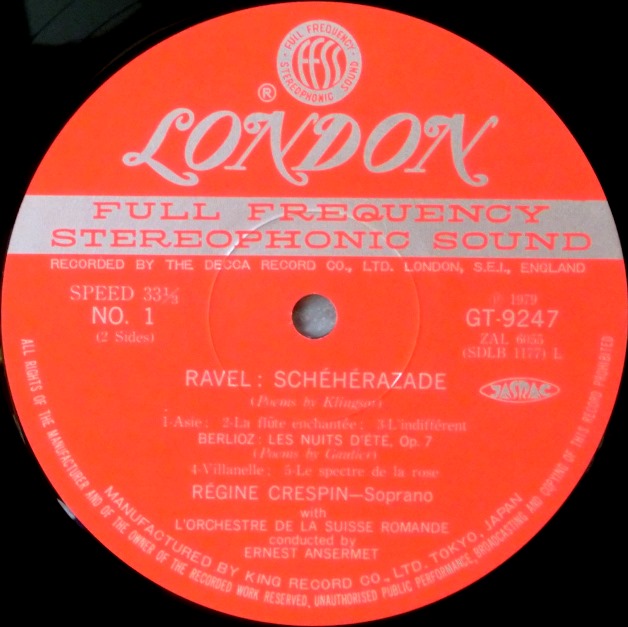 FULL FREQUENCY
FFSS
STEREOPHONIC SOUND
®
LONDON
FULL FREQUENCY
STEREOPHONIC SOUND
RECORDED BY THE DECCA RECORD CO., LTD. LONDON, S.E.I., ENGLAND
SPEED 33⅓
NO. 1
(2 Sides)
℗ 1979
GT-9247
ZAL 6055
(SDLB 1177) L
JASRAC
RAVEL: SCHÉHÉRAZADE
(Poems by Klingsor)
1-Asie; 2-La flûte enchantée; 3-L'indifférent
BERLIOZ: LES NUITS D'ETE, Op. 7
(Poems by Gautier)
4-Villanelle; 5-Le spectre de la rose
RÉGINE CRESPIN—Soprano
with
L'ORCHESTRE DE LA SUISSE ROMANDE
conducted by
ERNEST ANSERMET
MANUFACTURED BY KING RECORD CO., LTD. TOKYO, JAPAN
ALL RIGHTS OF THE MANUFACTURER AND OF THE OWNER OF THE RECORDED WORK RESERVED, UNAUTHORISED PUBLIC PERFORMANCE, BROADCASTING AND COPYING OF THIS RECORD PROHIBITED